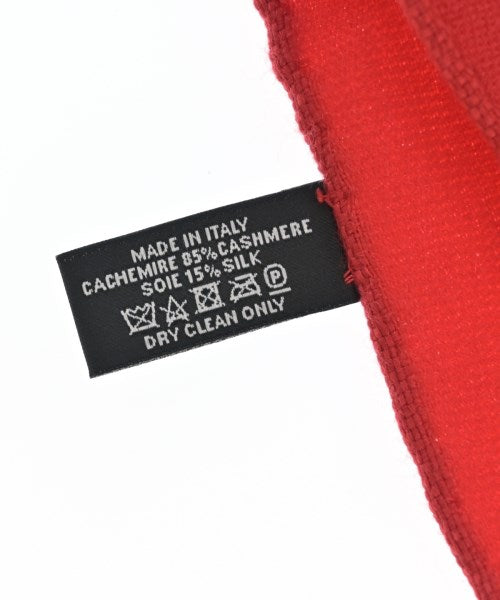 MADE IN ITALY
CACHEMIRE 85% CASHMERE
SOIE 15% SILK
P
DRY CLEAN ONLY